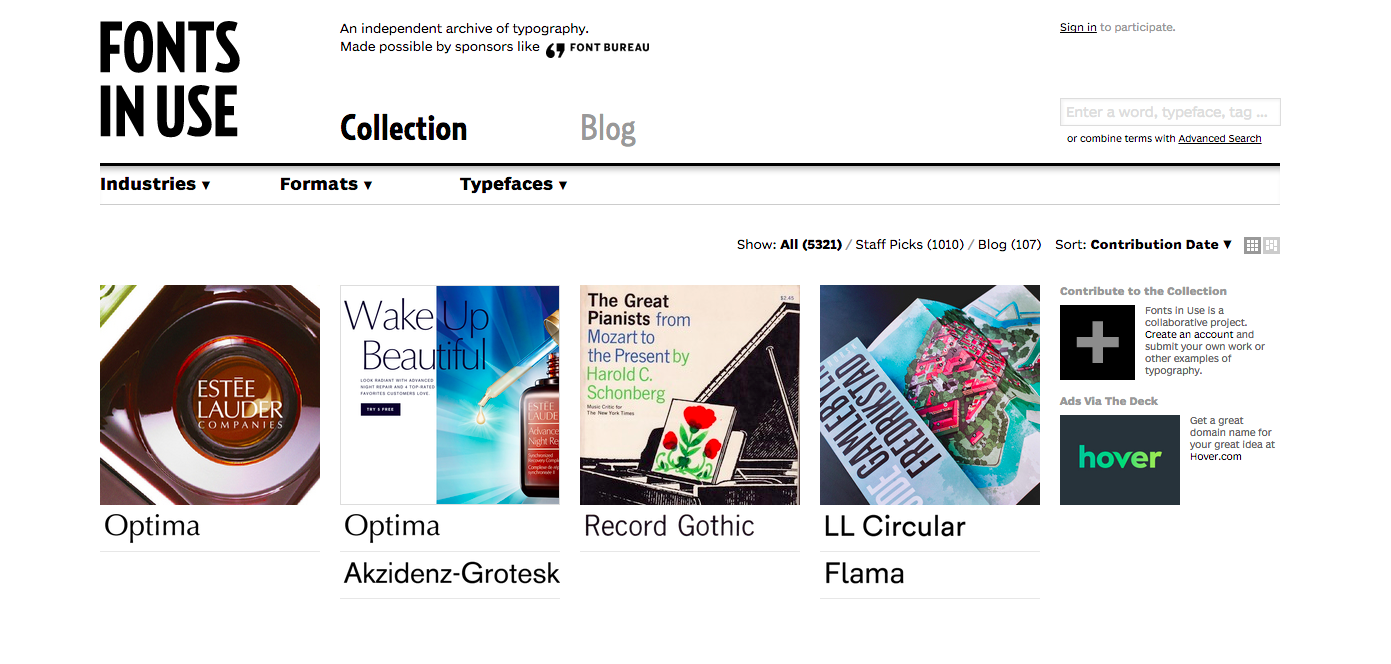 FONTS
IN USE
An independent archive of typography.
Made possible by sponsors like FONT BUREAU
Sign in to participate.
Collection
Blog
Enter a word, typeface, tag ...
or combine terms with Advanced Search
Industries ▾
Formats ▾
Typefaces ▾
Show: All (5321) / Staff Picks (1010) / Blog (107)
Sort: Contribution Date ▼
ESTĒE
LAUDER
COMPANIES
Optima
Wake Up
Beautiful
LOOK RADIANT WITH ADVANCED
NIGHT REPAIR AND 4 TOP-RATED
FAVORITES CUSTOMERS LOVE.
TRY 5 FREE
ESTĒE
LAUDER
Advance
Night Re
Synchronized
Recovery Comple
Complexe de ré
synchronisée II
Optima
Akzidenz-Grotesk
The Great
Pianists from
Mozart to
the Present by
Harold C.
Schonberg
Music Critic for
The New York Times
$2.45
Record Gothic
GAMLEBYEN
FREDRIKSTAD
LL Circular
Flama
Contribute to the Collection
Fonts In Use is a
collaborative project.
Create an account and
submit your own work or
other examples of
typography.
Ads Via The Deck
hover
Get a great
domain name for
your great idea at
Hover.com